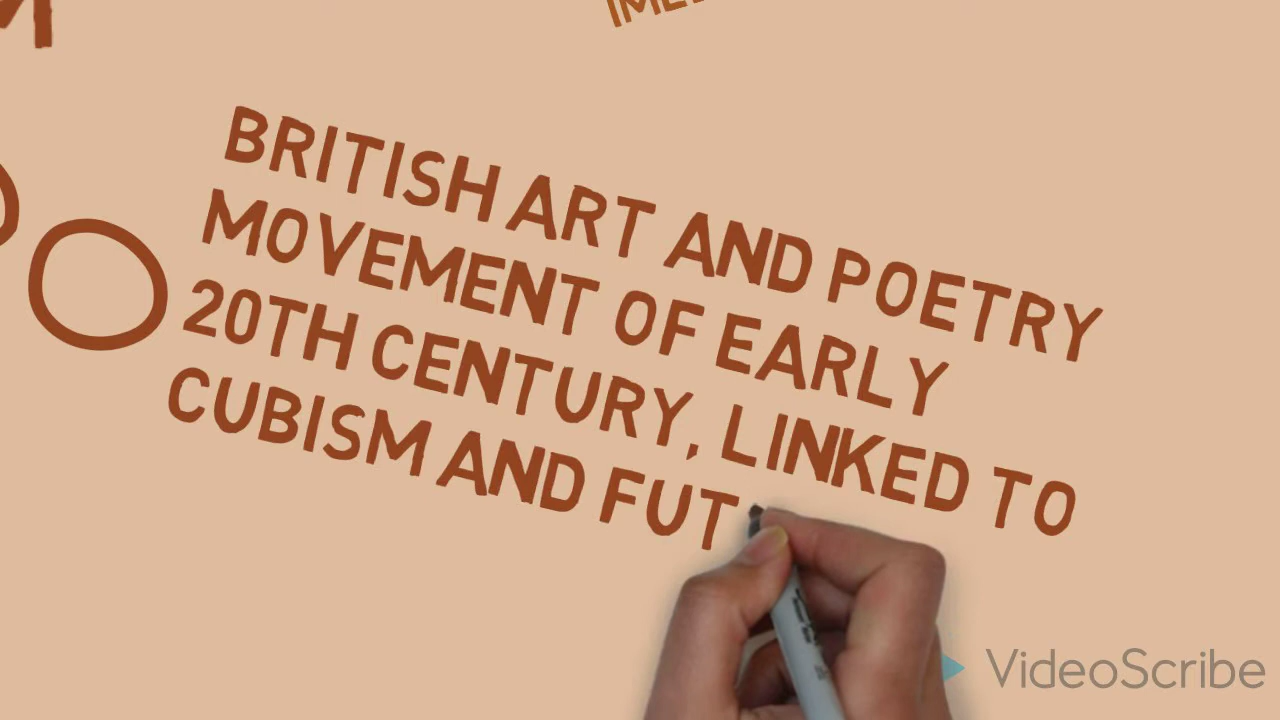 BRITISH ART AND POETRY
MOVEMENT OF EARLY
20TH CENTURY, LINKED TO
CUBISM AND FUT
VideoScribe